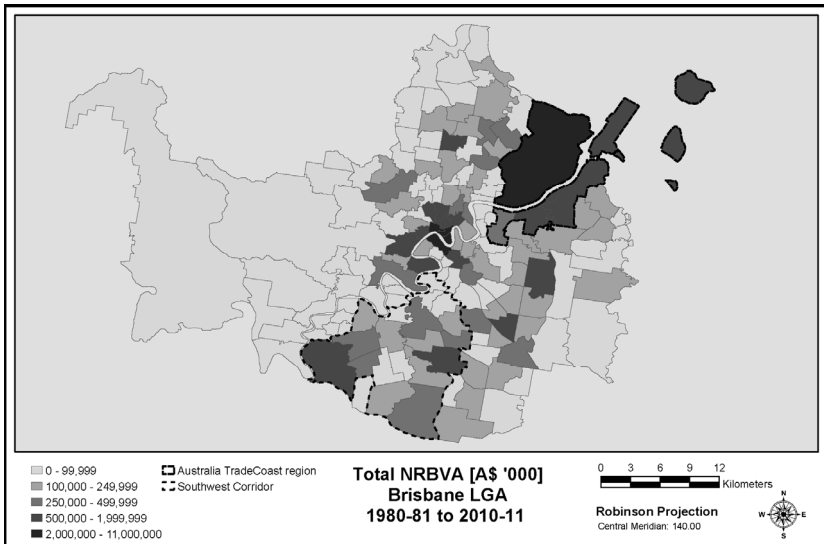 0 - 99,999
100,000 - 249,999
250,000 - 499,999
500,000 - 1,999,999
2,000,000 - 11,000,000
Australia TradeCoast region
Southwest Corridor
Total NRBVA [A$ '000]
Brisbane LGA
1980-81 to 2010-11
0 3 6 9 12
Kilometers
Robinson Projection
Central Meridian: 140.00
N
W E
S